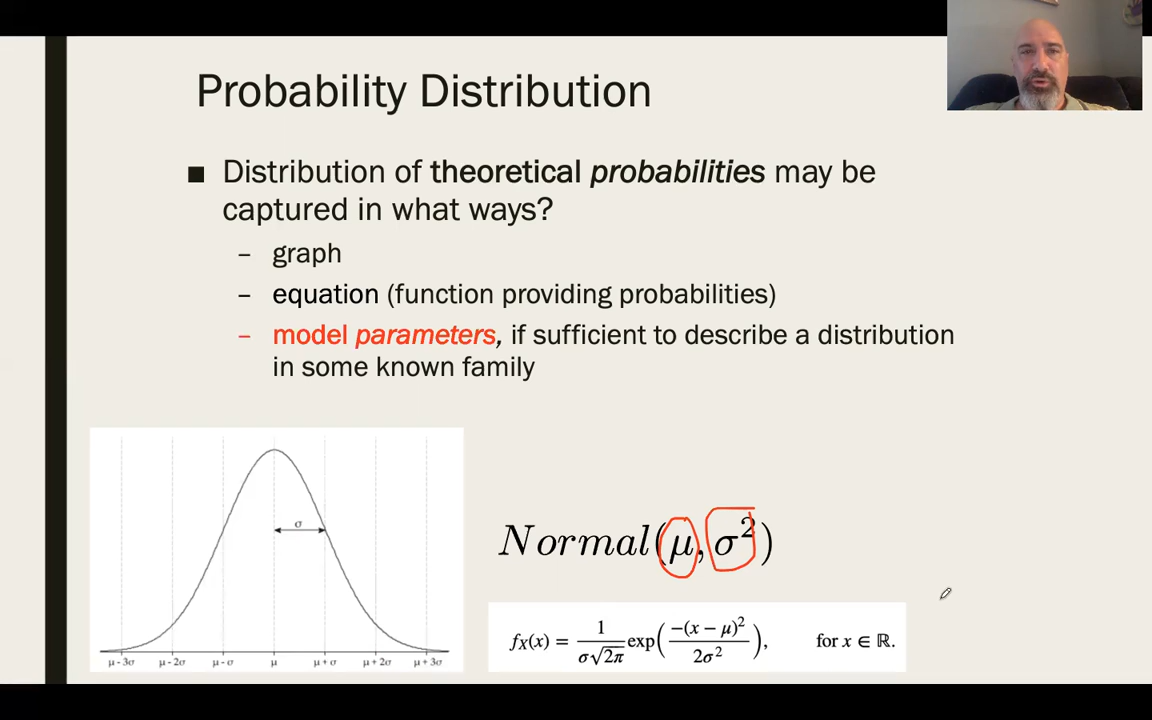 Probability Distribution
■ Distribution of theoretical probabilities may be
captured in what ways?
– graph
– equation (function providing probabilities)
– model parameters, if sufficient to describe a distribution
in some known family
σ
μ - 3σ μ - 2σ μ - σ μ μ + σ μ + 2σ μ + 3σ
Normal(μ, σ²)
fX(x) = 1/(σ√2π) exp(−(x − μ)²/2σ²), for x ∈ ℝ.